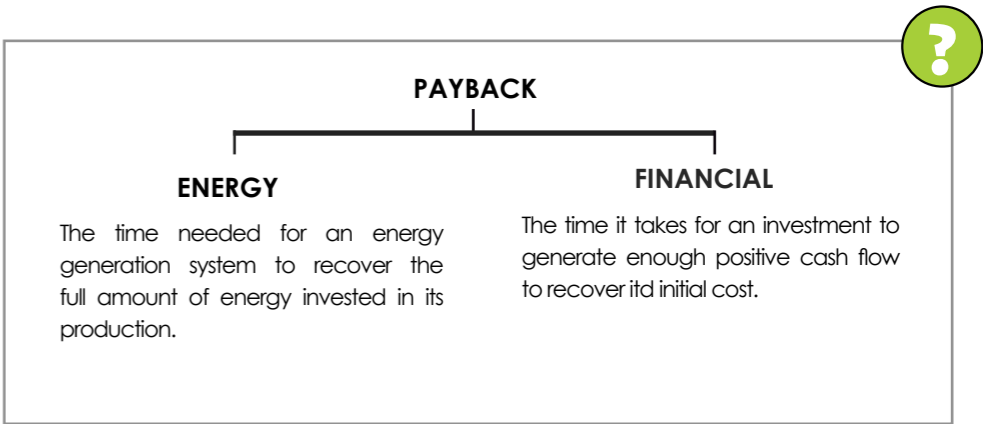 ?
PAYBACK
ENERGY
The time needed for an energy
generation system to recover the
full amount of energy invested in its
production.
FINANCIAL
The time it takes for an investment to
generate enough positive cash flow
to recover itd initial cost.